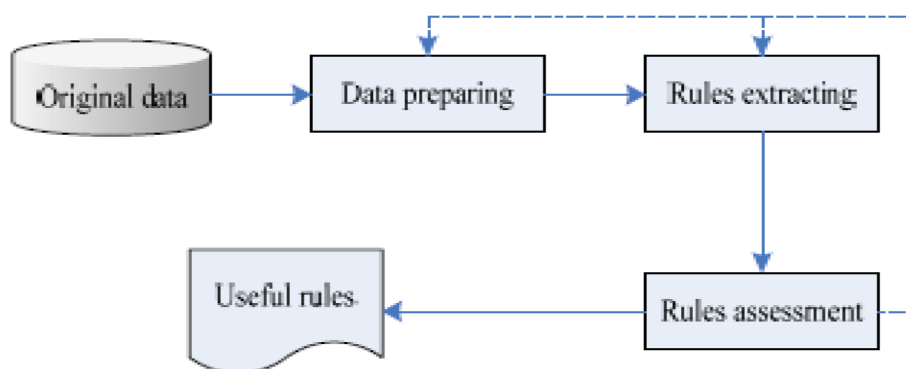 Original data
Data preparing
Rules extracting
Useful rules
Rules assessment